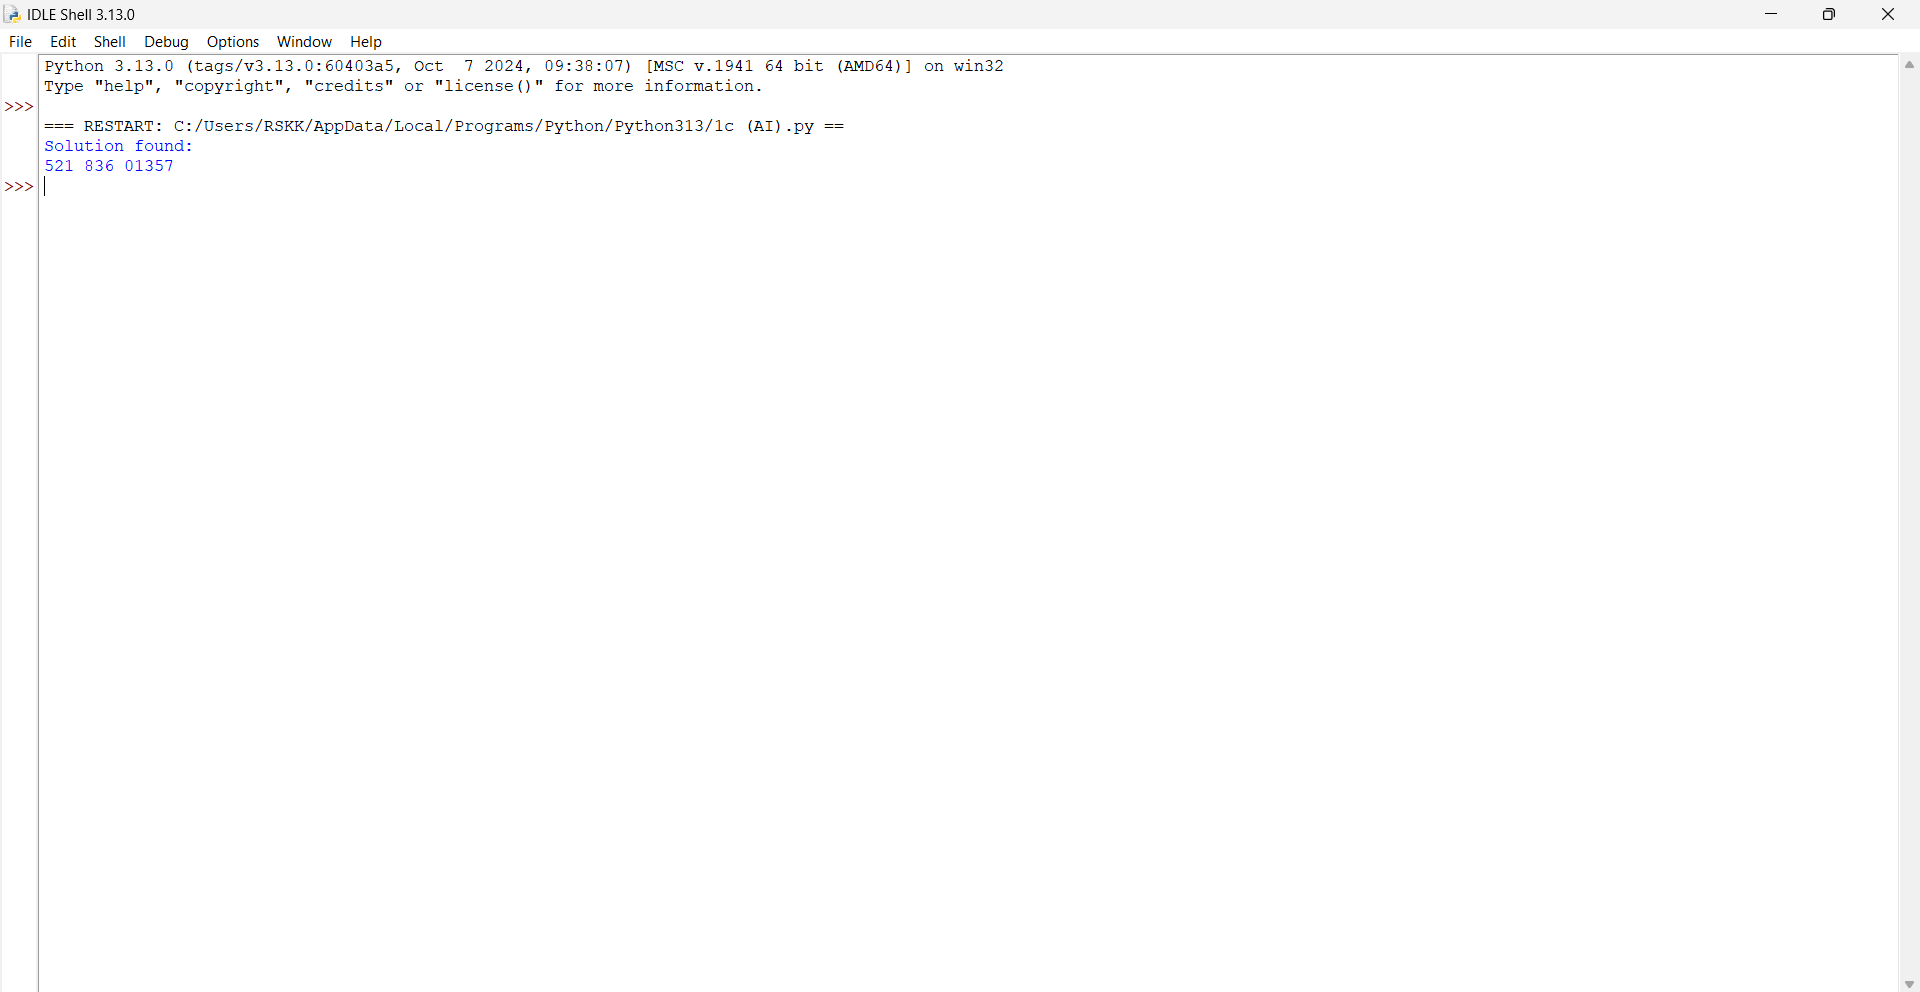 IDLE Shell 3.13.0
File Edit Shell Debug Options Window Help
Python 3.13.0 (tags/v3.13.0:60403a5, Oct  7 2024, 09:38:07) [MSC v.1941 64 bit (AMD64)] on win32
Type "help", "copyright", "credits" or "license()" for more information.
>>>
=== RESTART: C:/Users/RSKK/AppData/Local/Programs/Python/Python313/1c (AI).py ==
Solution found:
521 836 01357
>>>